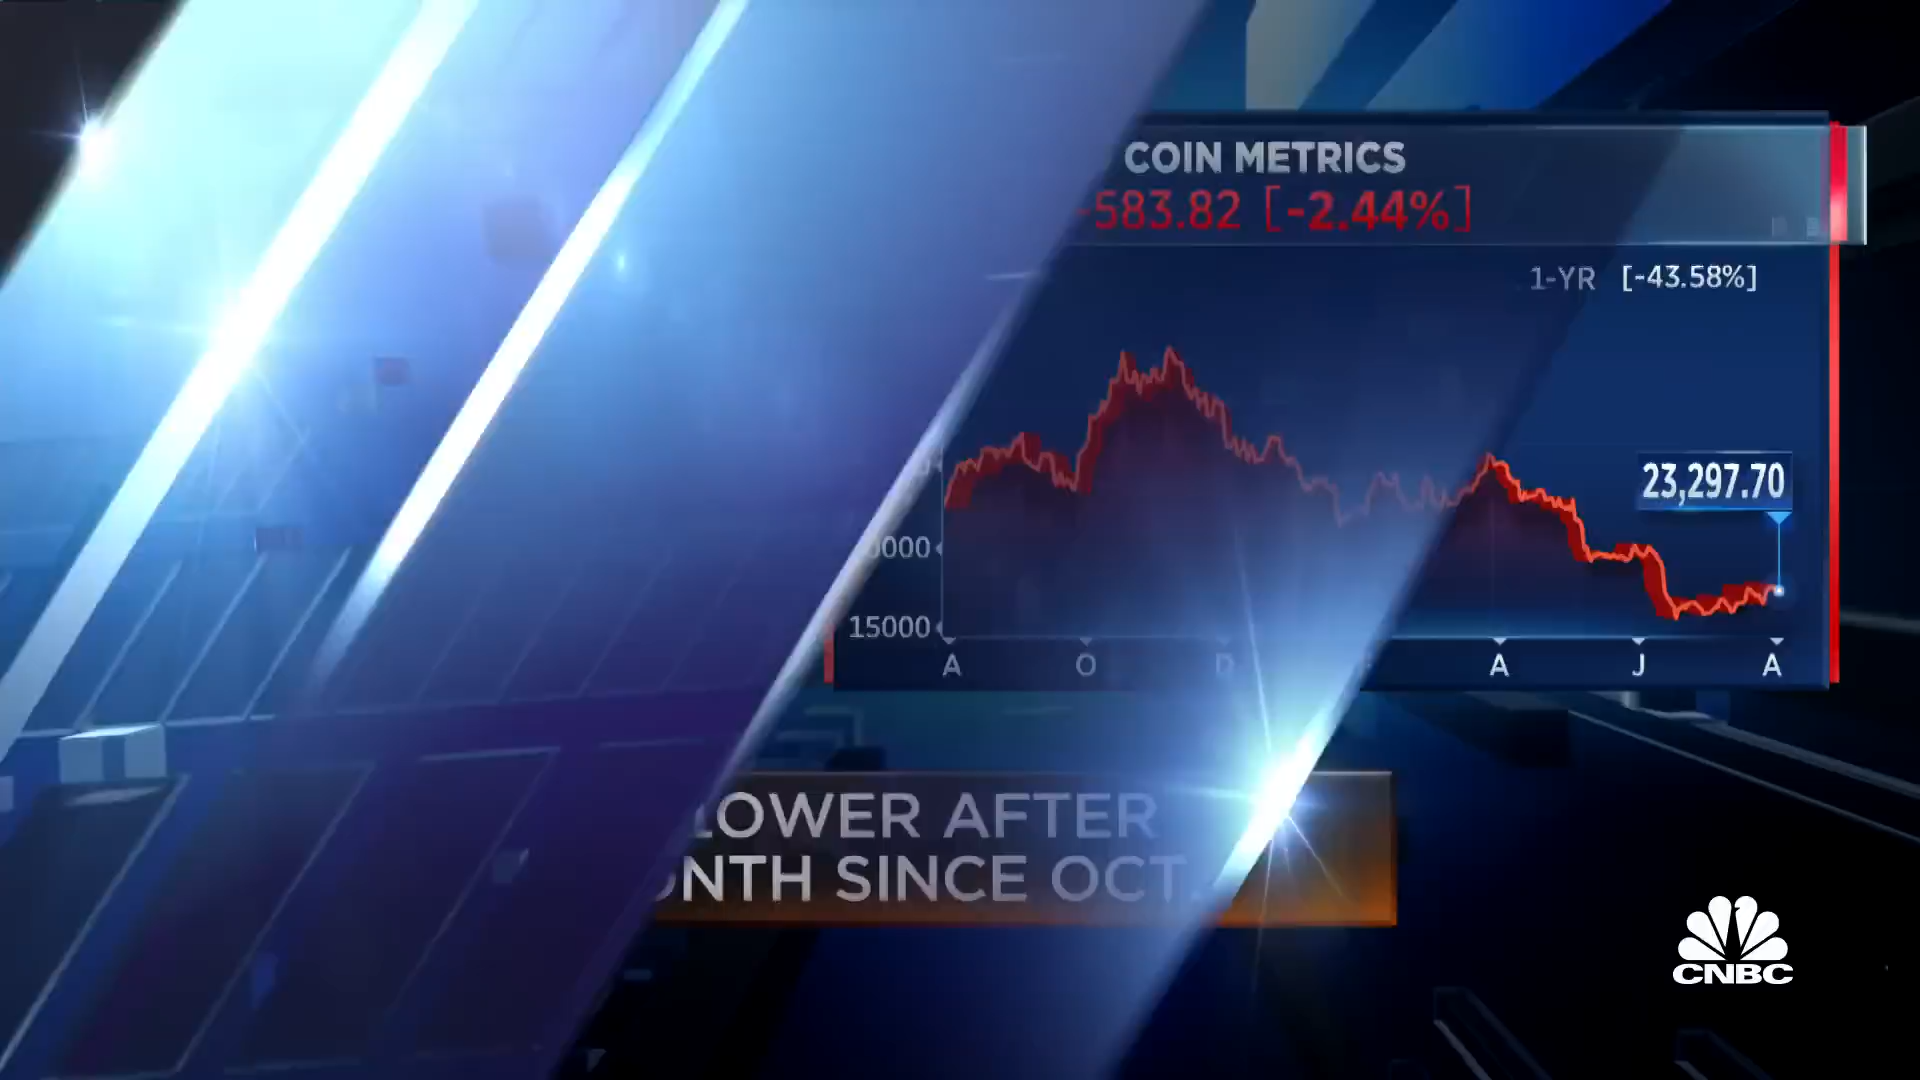 COIN METRICS
-583.82 [-2.44%]
1-YR [-43.58%]
23,297.70
15000
A O D A J A
LOWER AFTER
SINCE OCT.
CNBC